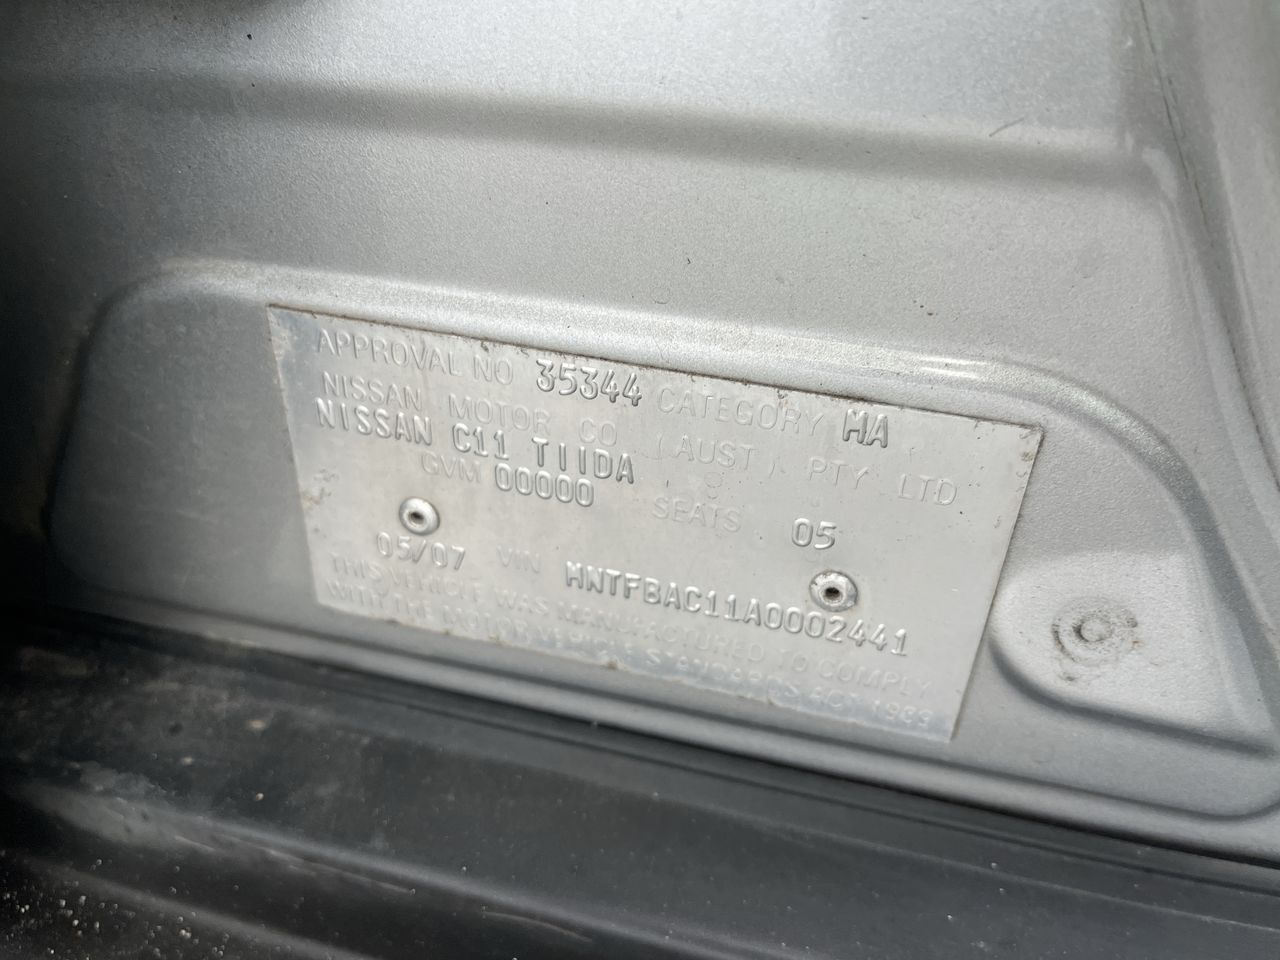 APPROVAL NO 35344 CATEGORY MA
NISSAN MOTOR CO (AUST) PTY LTD
NISSAN C11 TIIDA
GVM 00000 SEATS 05
05/07 VIN MNTFBAC11A0002441
THIS VEHICLE WAS MANUFACTURED TO COMPLY
WITH THE MOTOR VEHICLE STANDARDS ACT 1989